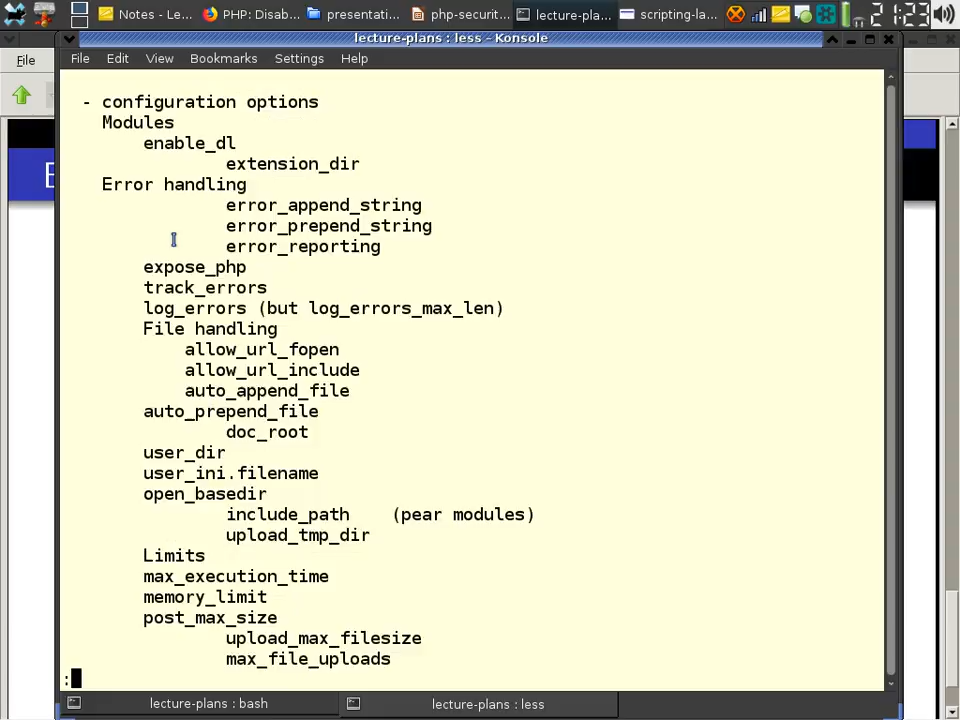 Notes - Le...
PHP: Disab...
presentati...
php-securit...
lecture-pla...
scripting-la...
21:23
lecture-plans : less - Konsole
File
File Edit View Bookmarks Settings Help
- configuration options
Modules
enable_dl
extension_dir
Error handling
error_append_string
error_prepend_string
error_reporting
expose_php
track_errors
log_errors (but log_errors_max_len)
File handling
allow_url_fopen
allow_url_include
auto_append_file
auto_prepend_file
doc_root
user_dir
user_ini.filename
open_basedir
include_path (pear modules)
upload_tmp_dir
Limits
max_execution_time
memory_limit
post_max_size
upload_max_filesize
max_file_uploads
:
lecture-plans : bash
lecture-plans : less